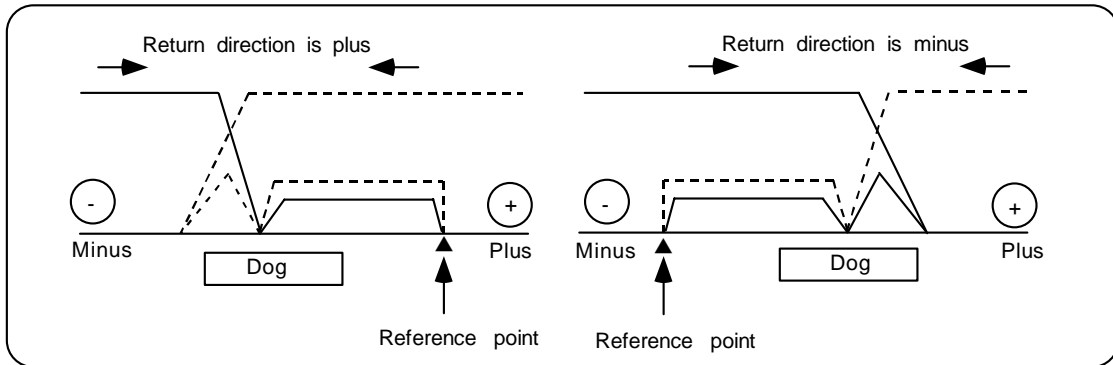 Return direction is plus
-
+
Minus
Plus
Dog
Reference point
Return direction is minus
-
+
Minus
Plus
Dog
Reference point